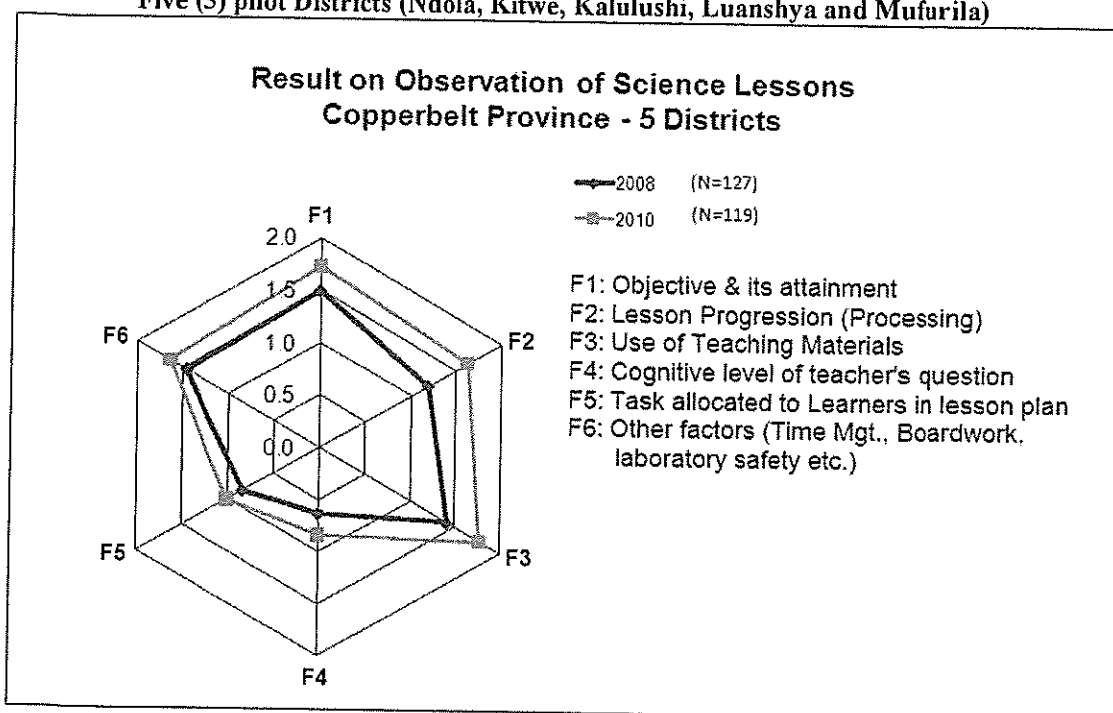 Five (5) pilot Districts (Ndola, Kitwe, Kalulushi, Luanshya and Mufurila)
Result on Observation of Science Lessons
Copperbelt Province - 5 Districts
2008 (N=127)
2010 (N=119)
F1
2.0
1.5
1.0
0.5
0.0
F2
F3
F4
F5
F6
F1: Objective & its attainment
F2: Lesson Progression (Processing)
F3: Use of Teaching Materials
F4: Cognitive level of teacher's question
F5: Task allocated to Learners in lesson plan
F6: Other factors (Time Mgt., Boardwork,
laboratory safety etc.)